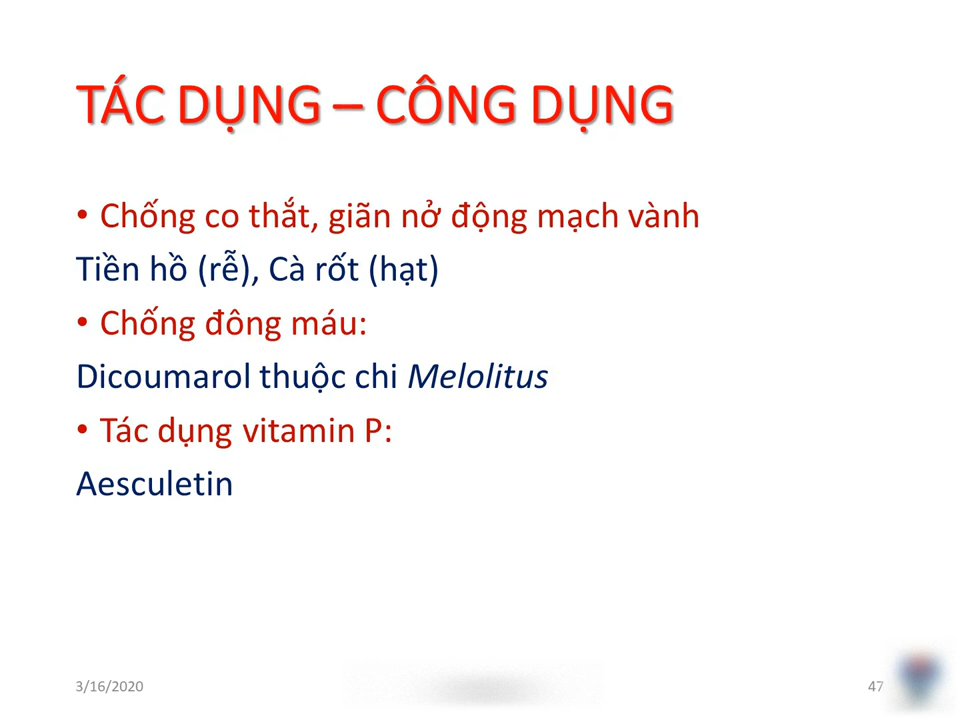 TÁC DỤNG – CÔNG DỤNG
• Chống co thắt, giãn nở động mạch vành
Tiền hồ (rễ), Cà rốt (hạt)
• Chống đông máu:
Dicoumarol thuộc chi Melolitus
• Tác dụng vitamin P:
Aesculetin
3/16/2020
47